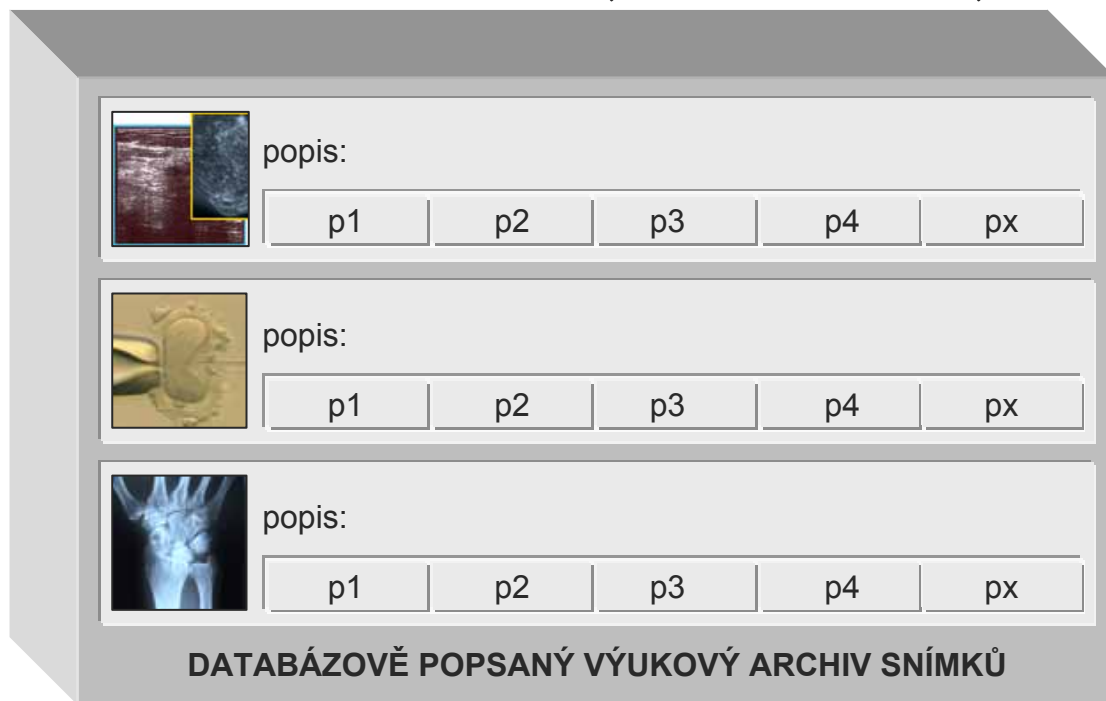 popis:
p1 p2 p3 p4 px
popis:
p1 p2 p3 p4 px
popis:
p1 p2 p3 p4 px
DATABÁZOVĚ POPSANÝ VÝUKOVÝ ARCHIV SNÍMKŮ